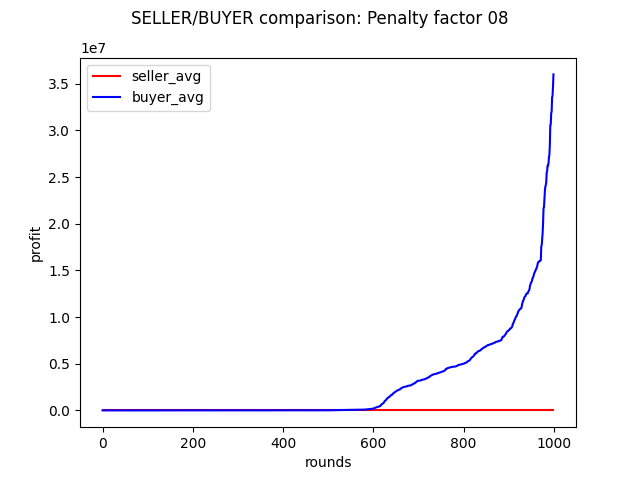 SELLER/BUYER comparison: Penalty factor 08
1e7
seller_avg
buyer_avg
3.5
3.0
2.5
2.0
1.5
1.0
0.5
0.0
profit
0 200 400 600 800 1000
rounds